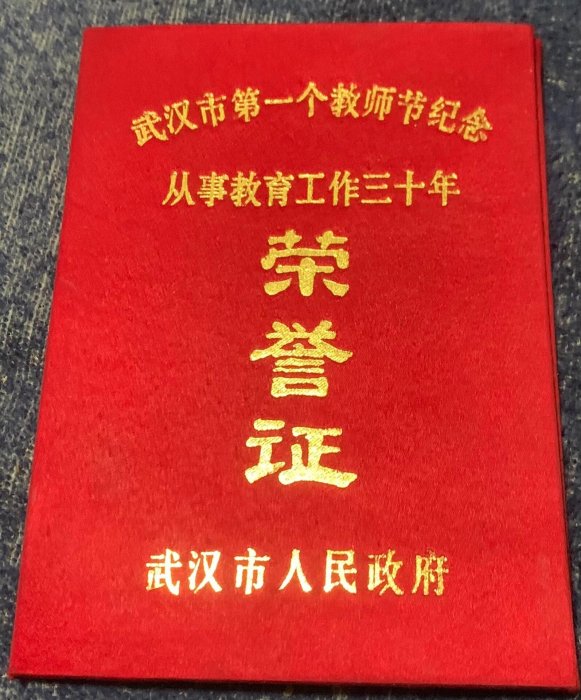 武汉市第一个教师节纪念
从事教育工作三十年
荣
誉
证
武汉市人民政府